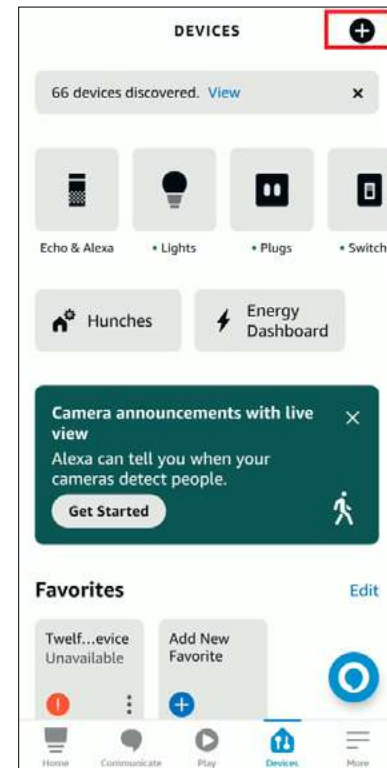 DEVICES
66 devices discovered. View
Echo & Alexa
Lights
Plugs
Switch
Hunches
Energy
Dashboard
Camera announcements with live
view
Alexa can tell you when your
cameras detect people.
Get Started
Favorites
Edit
Twelf...evice
Unavailable
Add New
Favorite
Home
Communicate
Play
Devices
More